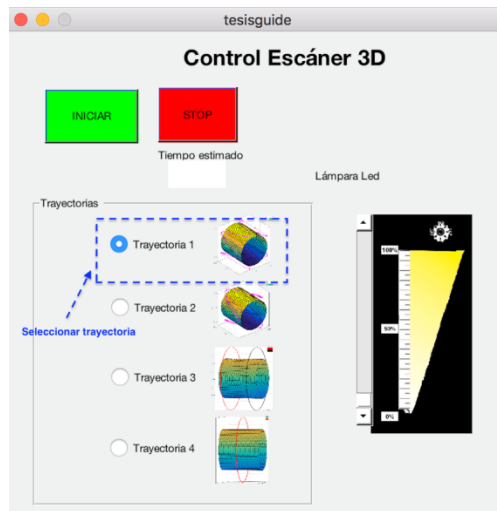 tesisguide
Control Escáner 3D
INICIAR
STOP
Tiempo estimado
Lámpara Led
Trayectorias
Trayectoria 1
Seleccionar trayectoria
Trayectoria 2
Trayectoria 3
Trayectoria 4
100%
50%
0%